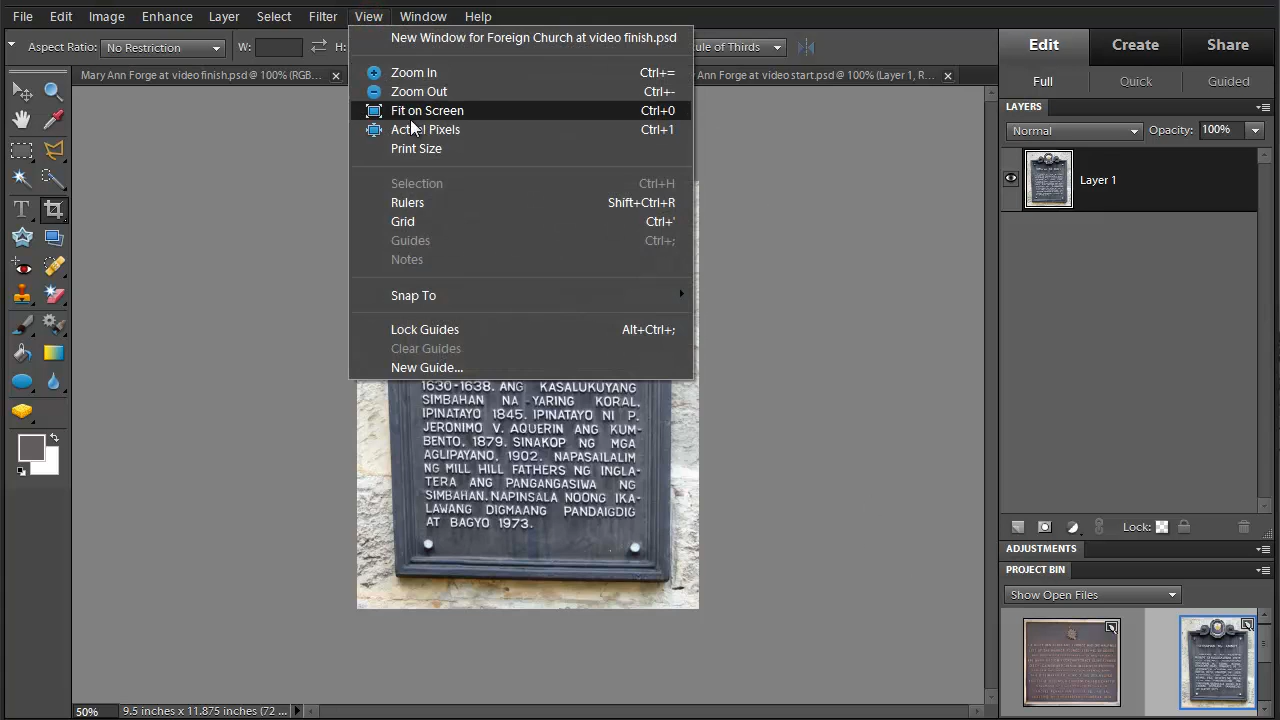 File Edit Image Enhance Layer Select Filter View Window Help
Aspect Ratio: No Restriction W: H: ule of Thirds
Mary Ann Forge at video finish.psd @ 100% (RGB... Ann Forge at video start.psd @ 100% (Layer 1, R...
New Window for Foreign Church at video finish.psd
Zoom In Ctrl+=
Zoom Out Ctrl+-
Fit on Screen Ctrl+0
Actual Pixels Ctrl+1
Print Size
Selection Ctrl+H
Rulers Shift+Ctrl+R
Grid Ctrl+'
Guides Ctrl+;
Notes
Snap To
Lock Guides Alt+Ctrl+;
Clear Guides
New Guide...
1630-1638. ANG KASALUKUYANG
SIMBAHAN NA YARING KORAL,
IPINATAYO 1845. IPINATAYO NI P.
JERONIMO V. AQUERIN ANG KUM-
BENTO, 1879. SINAKOP NG MGA
AGLIPAYANO, 1902. NAPASAILALIM
NG MILL HILL FATHERS NG INGLA-
TERA ANG PANGANGASIWA NG
SIMBAHAN. NAPINSALA NOONG IKA-
LAWANG DIGMAANG PANDAIGDIG
AT BAGYO 1973.
50% 9.5 inches x 11.875 inches (72 ...
Edit Create Share
Full Quick Guided
LAYERS
Normal Opacity: 100%
Layer 1
Lock:
ADJUSTMENTS
PROJECT BIN
Show Open Files